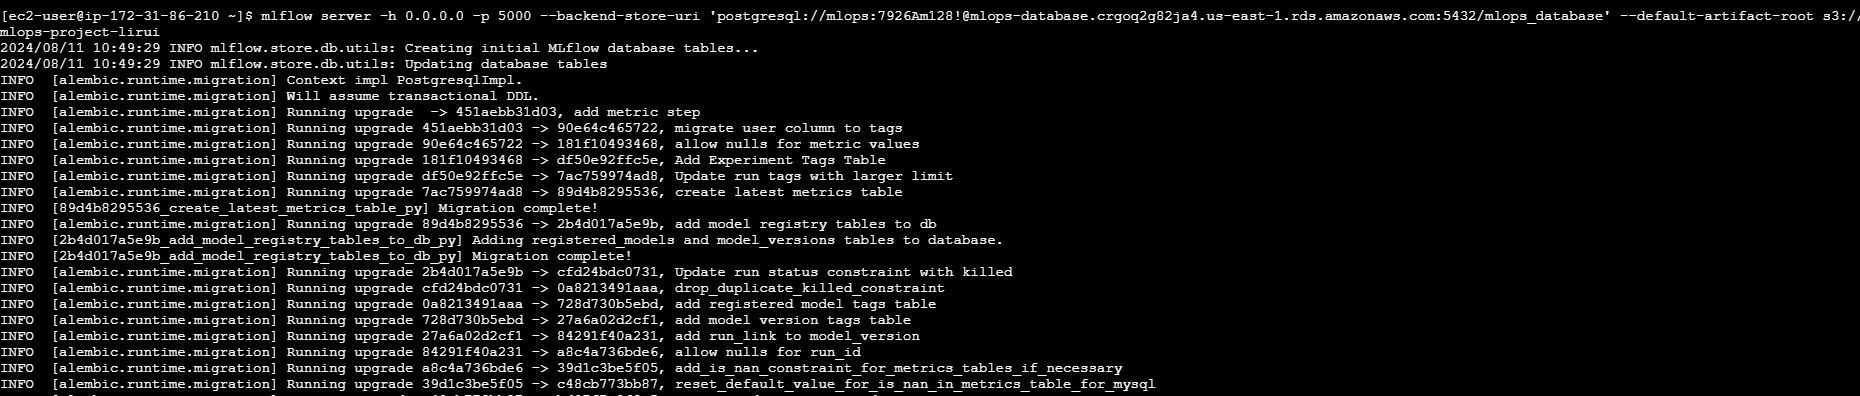 [ec2-user@ip-172-31-86-210 ~]$ mlflow server -h 0.0.0.0 -p 5000 --backend-store-uri 'postgresql://mlops:7926Am128!@mlops-database.crgoq2g82ja4.us-east-1.rds.amazonaws.com:5432/mlops_database' --default-artifact-root s3://
mlops-project-lirui
2024/08/11 10:49:29 INFO mlflow.store.db.utils: Creating initial MLflow database tables...
2024/08/11 10:49:29 INFO mlflow.store.db.utils: Updating database tables
INFO  [alembic.runtime.migration] Context impl PostgresqlImpl.
INFO  [alembic.runtime.migration] Will assume transactional DDL.
INFO  [alembic.runtime.migration] Running upgrade  -> 451aebb31d03, add metric step
INFO  [alembic.runtime.migration] Running upgrade 451aebb31d03 -> 90e64c465722, migrate user column to tags
INFO  [alembic.runtime.migration] Running upgrade 90e64c465722 -> 181f10493468, allow nulls for metric values
INFO  [alembic.runtime.migration] Running upgrade 181f10493468 -> df50e92ffc5e, Add Experiment Tags Table
INFO  [alembic.runtime.migration] Running upgrade df50e92ffc5e -> 7ac759974ad8, Update run tags with larger limit
INFO  [alembic.runtime.migration] Running upgrade 7ac759974ad8 -> 89d4b8295536, create latest metrics table
INFO  [89d4b8295536_create_latest_metrics_table_py] Migration complete!
INFO  [alembic.runtime.migration] Running upgrade 89d4b8295536 -> 2b4d017a5e9b, add model registry tables to db
INFO  [2b4d017a5e9b_add_model_registry_tables_to_db_py] Adding registered_models and model_versions tables to database.
INFO  [2b4d017a5e9b_add_model_registry_tables_to_db_py] Migration complete!
INFO  [alembic.runtime.migration] Running upgrade 2b4d017a5e9b -> cfd24bdc0731, Update run status constraint with killed
INFO  [alembic.runtime.migration] Running upgrade cfd24bdc0731 -> 0a8213491aaa, drop_duplicate_killed_constraint
INFO  [alembic.runtime.migration] Running upgrade 0a8213491aaa -> 728d730b5ebd, add registered model tags table
INFO  [alembic.runtime.migration] Running upgrade 728d730b5ebd -> 27a6a02d2cf1, add model version tags table
INFO  [alembic.runtime.migration] Running upgrade 27a6a02d2cf1 -> 84291f40a231, add run_link to model_version
INFO  [alembic.runtime.migration] Running upgrade 84291f40a231 -> a8c4a736bde6, allow nulls for run_id
INFO  [alembic.runtime.migration] Running upgrade a8c4a736bde6 -> 39d1c3be5f05, add_is_nan_constraint_for_metrics_tables_if_necessary
INFO  [alembic.runtime.migration] Running upgrade 39d1c3be5f05 -> c48cb773bb87, reset_default_value_for_is_nan_in_metrics_table_for_mysql